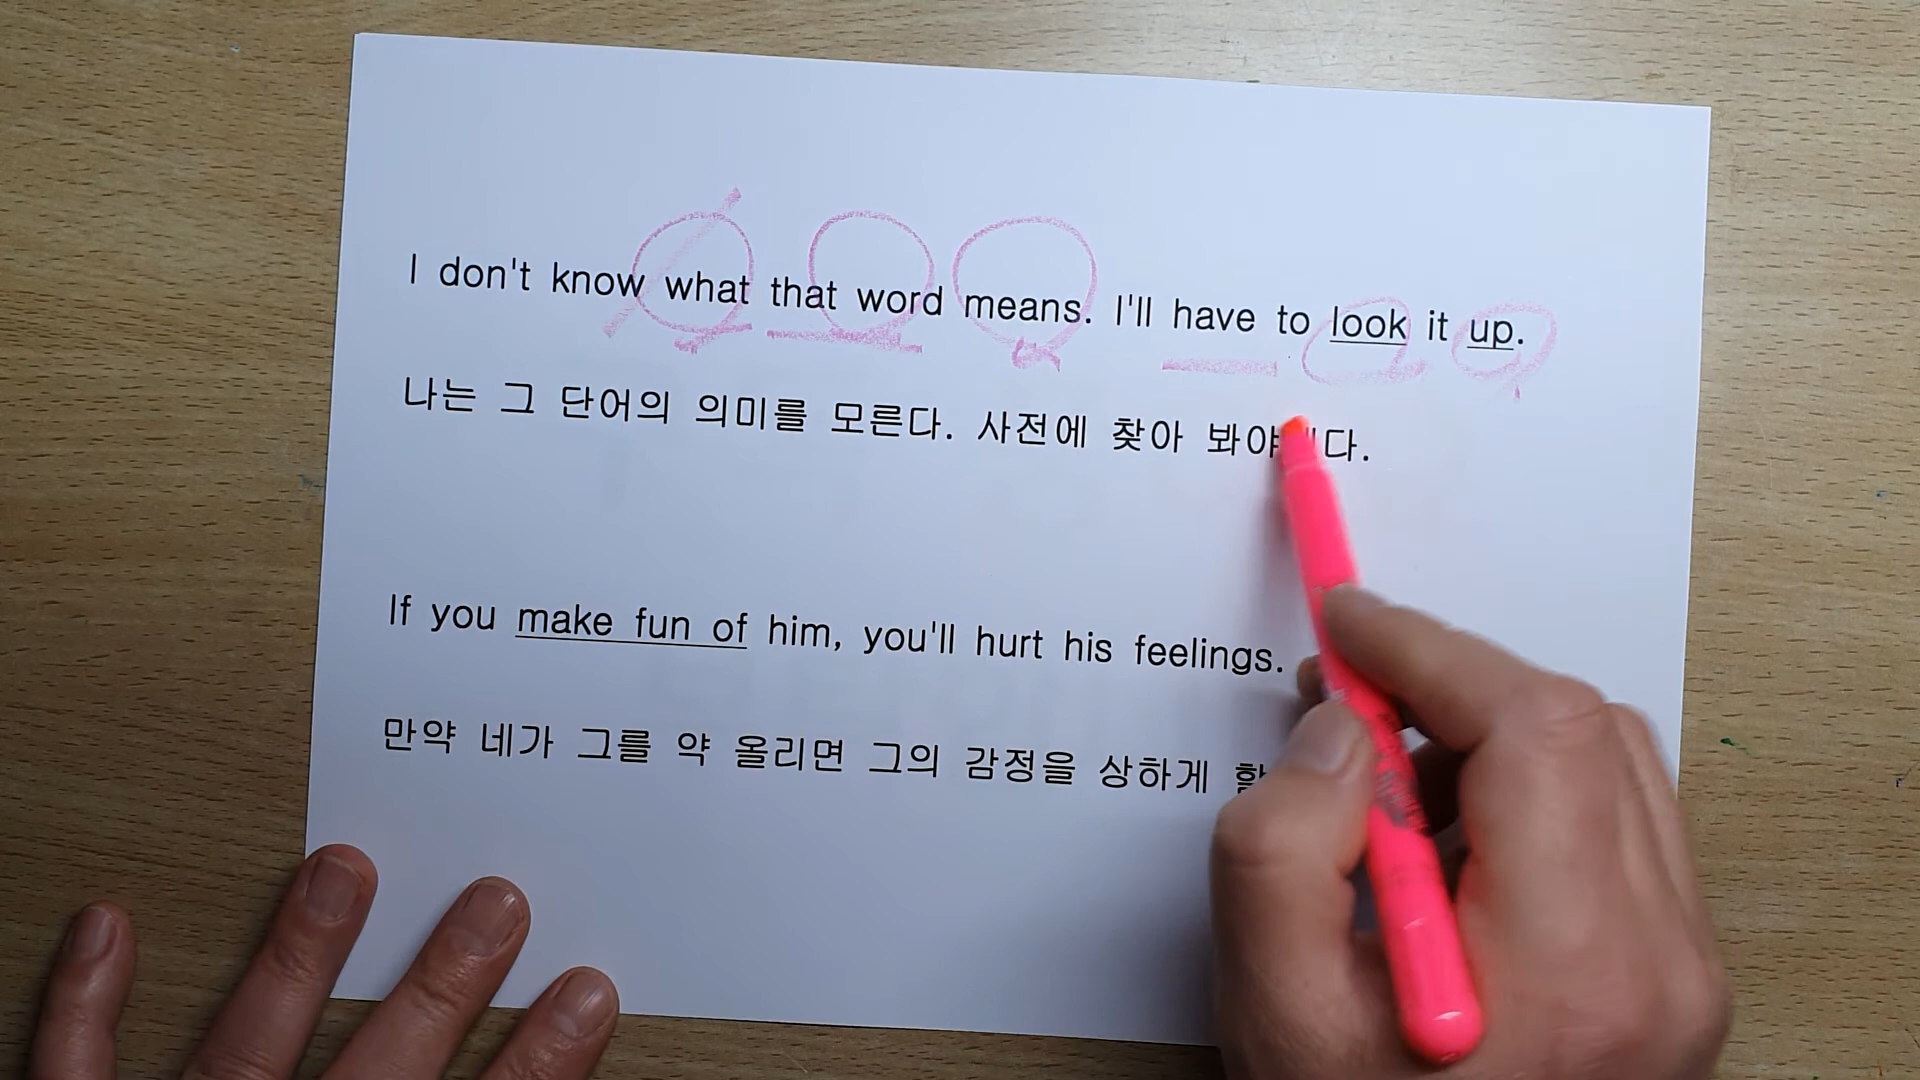 I don't know what that word means. I'll have to look it up.
나는 그 단어의 의미를 모른다. 사전에 찾아
If you make fun of him, you'll hurt his feelings.
만약 네가 그를 약 올리면 그의 감정을 상하게